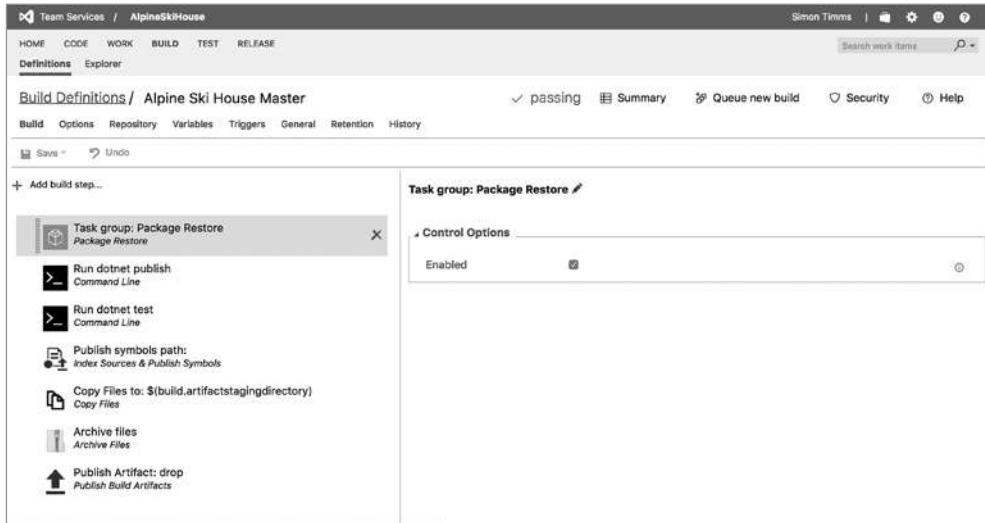 Team Services / AlpineSkiHouse Simon Timms |
HOME CODE WORK BUILD TEST RELEASE Search work items
Definitions Explorer
Build Definitions / Alpine Ski House Master ✓ passing Summary Queue new build Security Help
Build Options Repository Variables Triggers General Retention History
Save Undo
+ Add build step...
Task group: Package Restore
Package Restore
Run dotnet publish
Command Line
Run dotnet test
Command Line
Publish symbols path:
Index Sources & Publish Symbols
Copy Files to: $(build.artifactstagingdirectory)
Copy Files
Archive files
Archive Files
Publish Artifact: drop
Publish Build Artifacts
Task group: Package Restore
Control Options
Enabled